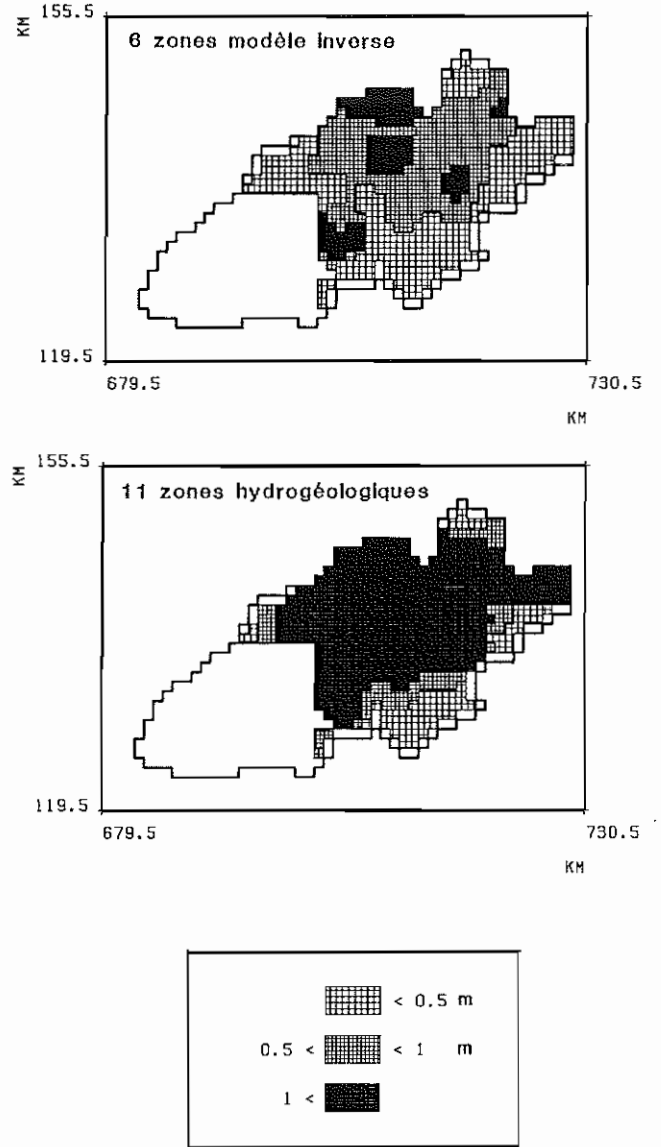 155.5
KM
6 zones modèle inverse
119.5
679.5
730.5
KM
155.5
KM
11 zones hydrogéologiques
119.5
679.5
730.5
KM
< 0.5 m
0.5 < < 1 m
1 <